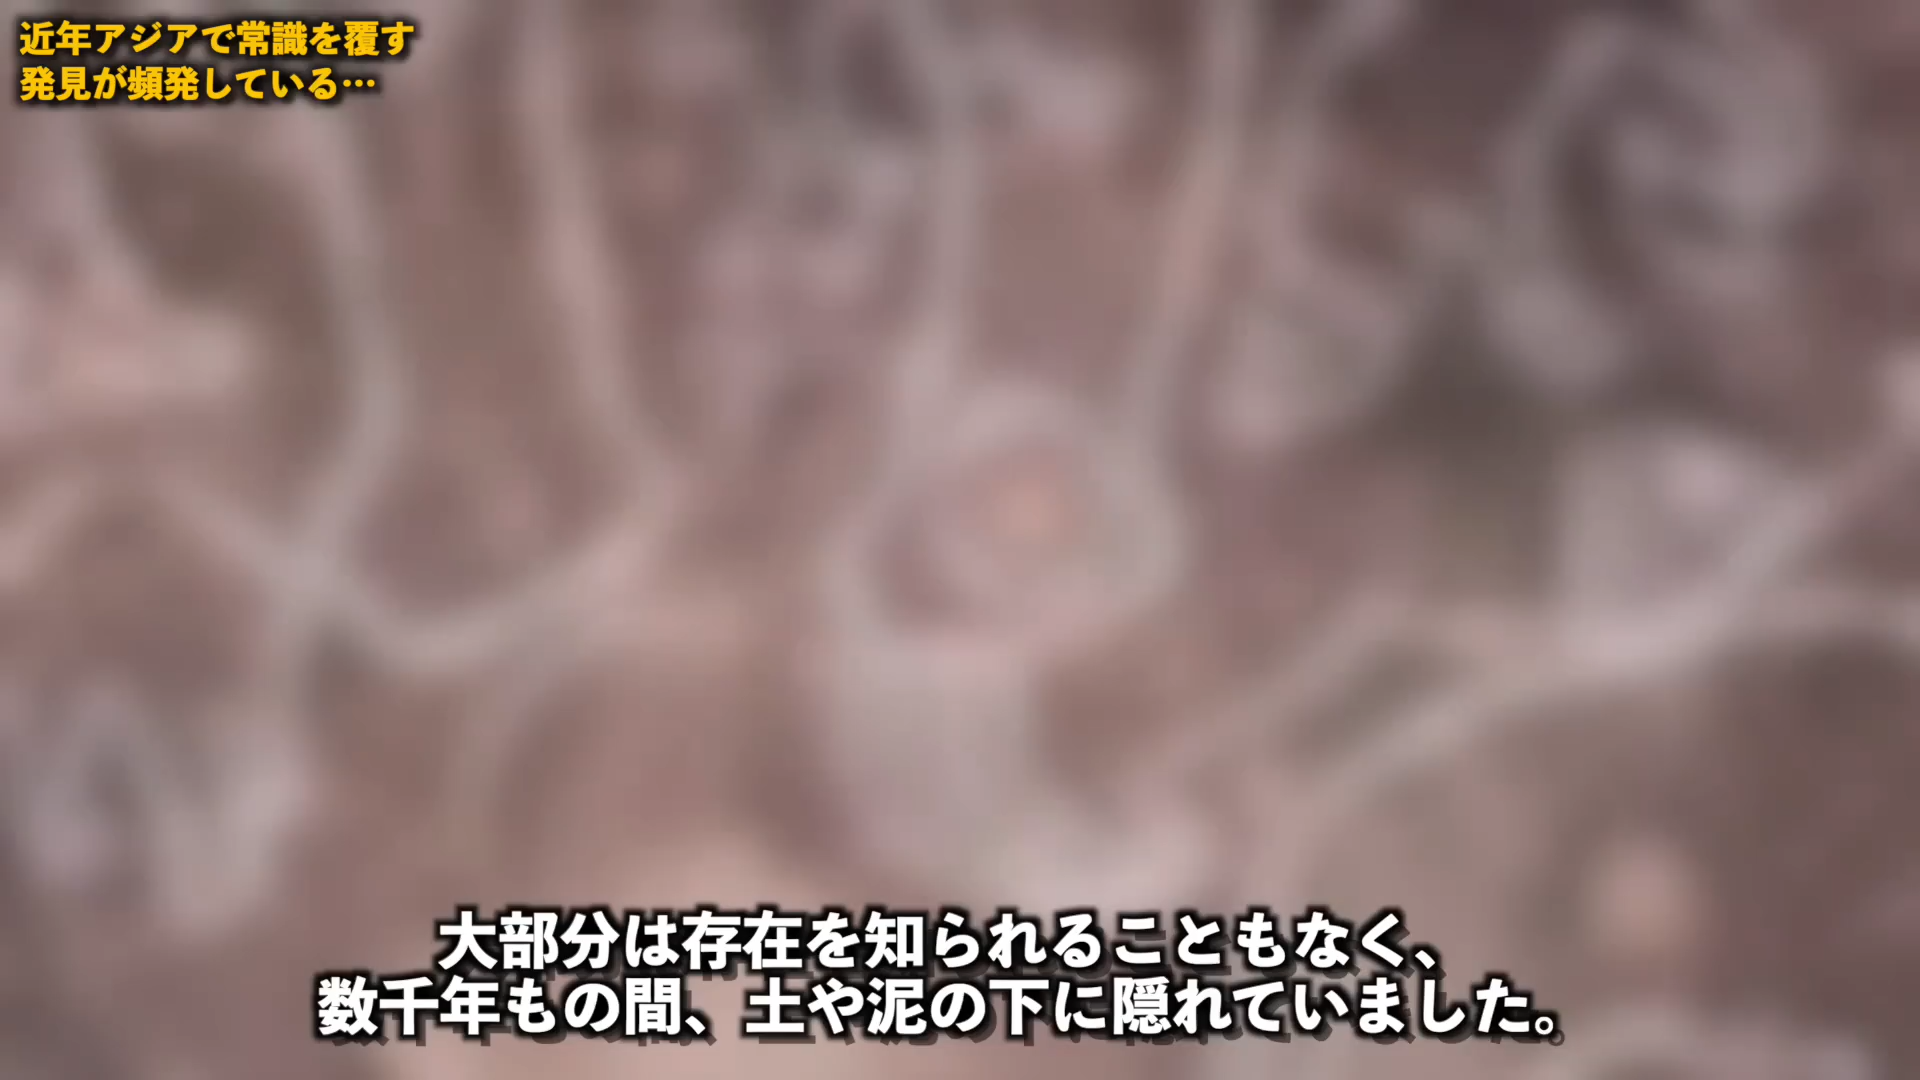 近年アジアで常識を覆す
発見が頻発している…
大部分は存在を知られることもなく、
数千年もの間、土や泥の下に隠れていました。